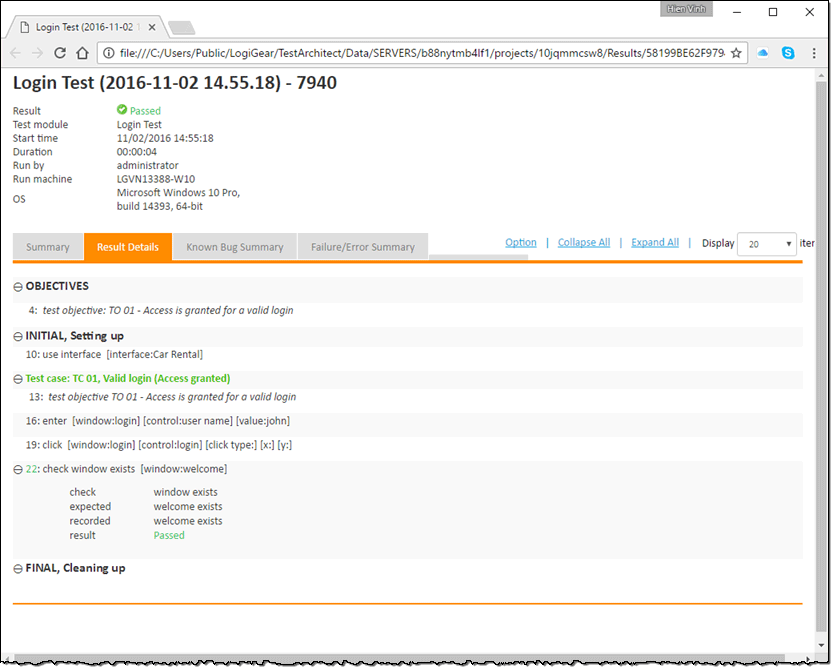 Hien Vinh
Login Test (2016-11-02 1
file:///C:/Users/Public/LogiGear/TestArchitect/Data/SERVERS/b88nytmb4lf1/projects/10jqmmcsw8/Results/58199BE62F979
Login Test (2016-11-02 14.55.18) - 7940
Result Passed
Test module Login Test
Start time 11/02/2016 14:55:18
Duration 00:00:04
Run by administrator
Run machine LGVN13388-W10
OS Microsoft Windows 10 Pro,
build 14393, 64-bit
Summary Result Details Known Bug Summary Failure/Error Summary Option | Collapse All | Expand All | Display 20 iter
OBJECTIVES
4: test objective: TO 01 - Access is granted for a valid login
INITIAL, Setting up
10: use interface [interface:Car Rental]
Test case: TC 01, Valid login (Access granted)
13: test objective TO 01 - Access is granted for a valid login
16: enter [window:login] [control:user name] [value:john]
19: click [window:login] [control:login] [click type:] [x:] [y:]
22: check window exists [window:welcome]
check window exists
expected welcome exists
recorded welcome exists
result Passed
FINAL, Cleaning up